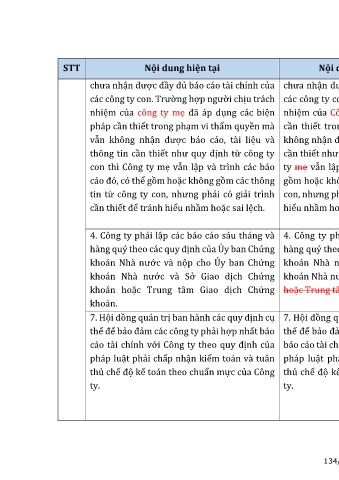 STT Nội dung hiện tại Nội d
chưa nhận được đầy đủ báo cáo tài chính của
các công ty con. Trường hợp người chịu trách
nhiệm của công ty mẹ đã áp dụng các biện
pháp cần thiết trong phạm vi thẩm quyền mà
vẫn không nhận được báo cáo, tài liệu và
thông tin cần thiết như quy định từ công ty
con thì Công ty mẹ vẫn lập và trình các báo
cáo đó, có thể gồm hoặc không gồm các thông
tin từ công ty con, nhưng phải có giải trình
cần thiết để tránh hiểu nhầm hoặc sai lệch.
chưa nhận đư
các công ty co
nhiệm của Cô
cần thiết tron
không nhận đ
cần thiết như
ty mẹ vẫn lập
gồm hoặc khô
con, nhưng ph
hiểu nhầm ho
4. Công ty phải lập các báo cáo sáu tháng và
hàng quý theo các quy định của Ủy ban Chứng
khoán Nhà nước và nộp cho Ủy ban Chứng
khoán Nhà nước và Sở Giao dịch Chứng
khoán hoặc Trung tâm Giao dịch Chứng
khoán.
4. Công ty ph
hàng quý theo
khoán Nhà n
khoán Nhà nư
hoặc Trung tâ
7. Hội đồng quản trị ban hành các quy định cụ
thể để bảo đảm các công ty phải hợp nhất báo
cáo tài chính với Công ty theo quy định của
pháp luật phải chấp nhận kiểm toán và tuân
thủ chế độ kế toán theo chuẩn mực của Công
ty.
7. Hội đồng q
thể để bảo đả
báo cáo tài ch
pháp luật phả
thủ chế độ kế
ty.
134/